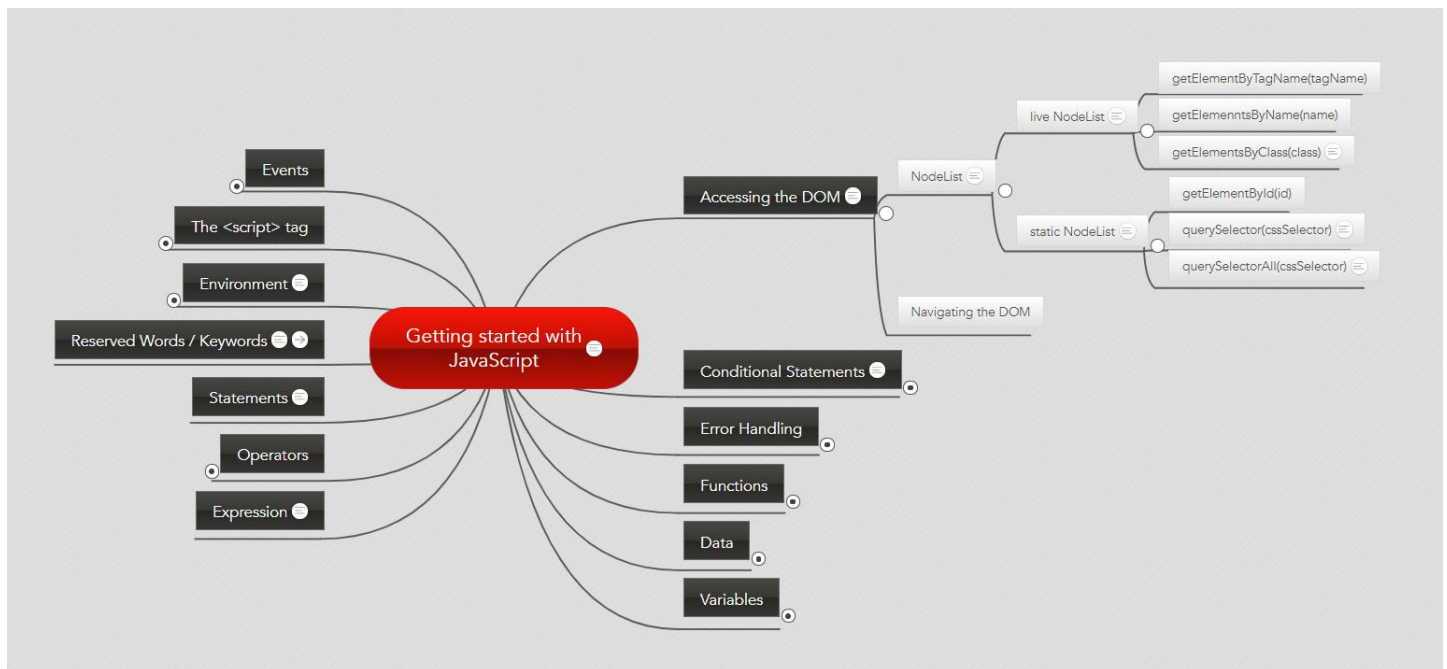 Getting started with
JavaScript
Events
The <script> tag
Environment
Reserved Words / Keywords
Statements
Operators
Expression
Accessing the DOM
NodeList
live NodeList
getElementByTagName(tagName)
getElemenntsByName(name)
getElementsByClass(class)
static NodeList
getElementById(id)
querySelector(cssSelector)
querySelectorAll(cssSelector)
Navigating the DOM
Conditional Statements
Error Handling
Functions
Data
Variables